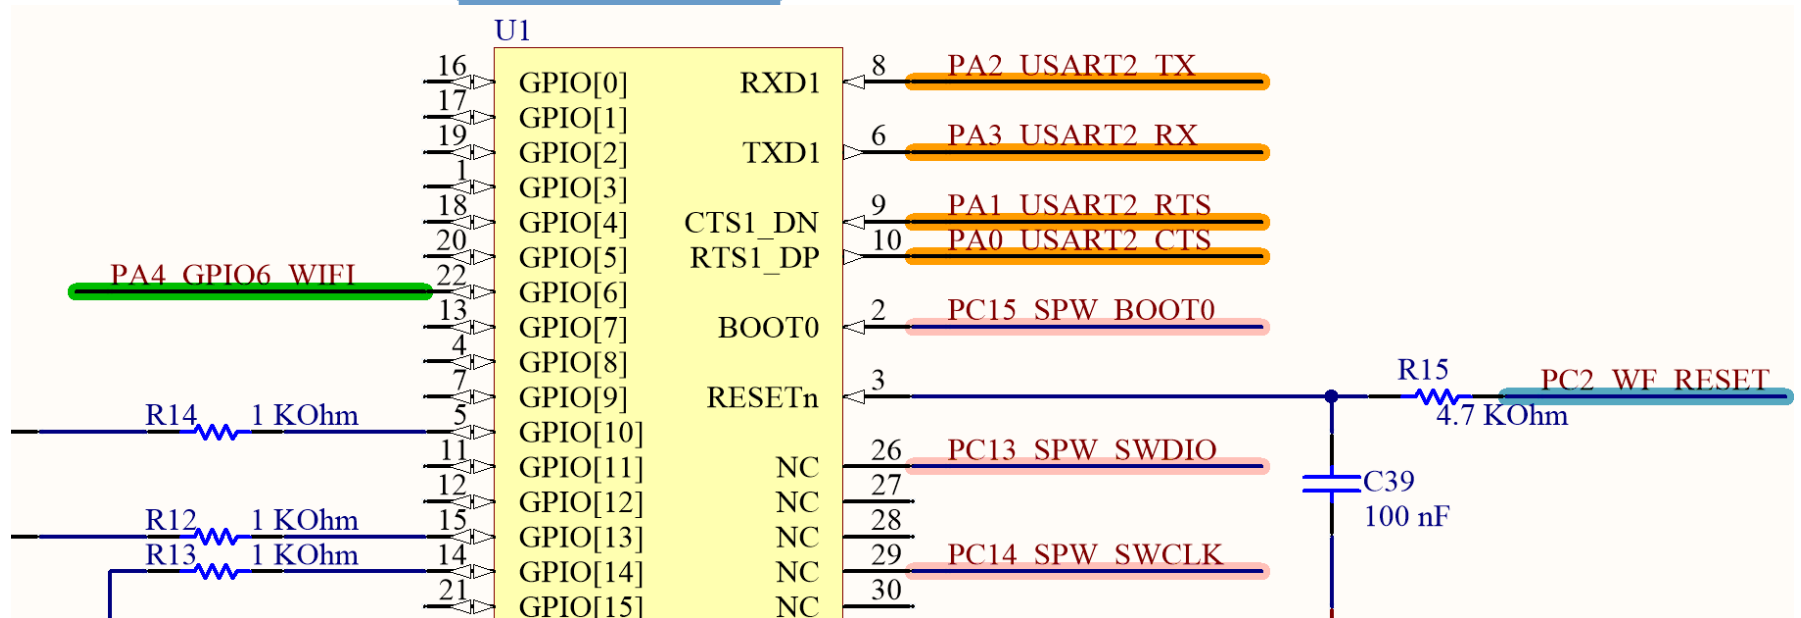 U1
16 GPIO[0] RXD1 8 PA2_USART2_TX
17 GPIO[1]
19 GPIO[2] TXD1 6 PA3_USART2_RX
1 GPIO[3]
18 GPIO[4] CTS1_DN 9 PA1_USART2_RTS
20 GPIO[5] RTS1_DP 10 PA0_USART2_CTS
PA4_GPIO6_WIFI 22 GPIO[6]
13 GPIO[7] BOOT0 2 PC15_SPW_BOOT0
4 GPIO[8]
7 GPIO[9] RESETn 3 R15 4.7 KOhm PC2_WF_RESET
R14 1 KOhm 5 GPIO[10]
11 GPIO[11] NC 26 PC13_SPW_SWDIO
C39
12 GPIO[12] NC 27
100 nF
R12 1 KOhm 15 GPIO[13] NC 28
R13 1 KOhm 14 GPIO[14] NC 29 PC14_SPW_SWCLK
21 GPIO[15] NC 30